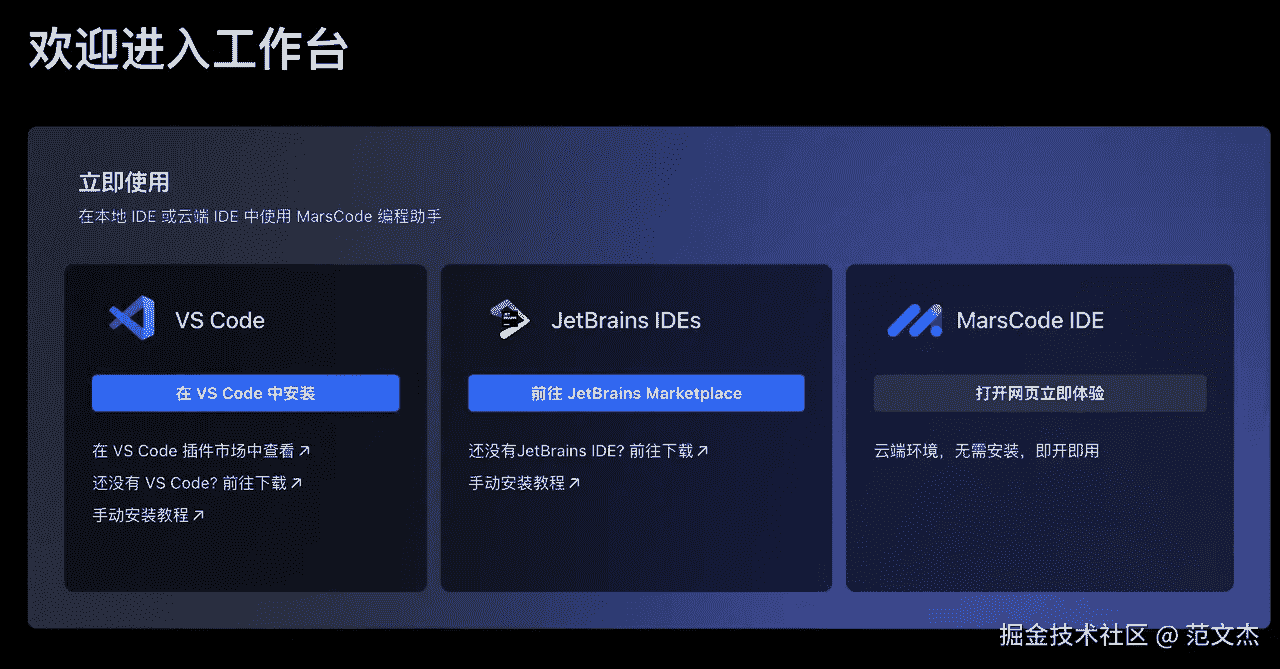 欢迎进入工作台
立即使用
在本地 IDE 或云端 IDE 中使用 MarsCode 编程助手
VS Code
在 VS Code 中安装
在 VS Code 插件市场中查看↗
还没有 VS Code? 前往下载↗
手动安装教程↗
JetBrains IDEs
前往 JetBrains Marketplace
还没有JetBrains IDE? 前往下载↗
手动安装教程↗
MarsCode IDE
打开网页立即体验
云端环境，无需安装，即开即用
掘金技术社区 @ 范文杰